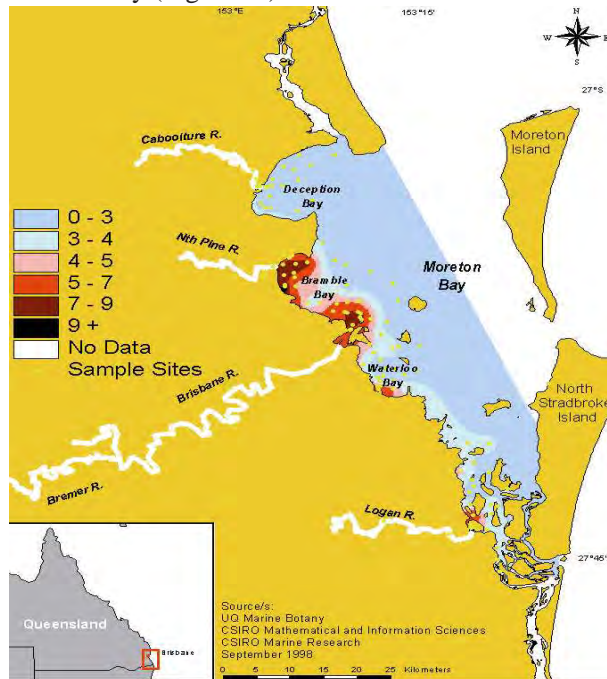 153°E
153°15'
N
W
E
S
27°S
Moreton
Island
Caboolture R.
Deception
Bay
0 - 3
3 - 4
4 - 5
5 - 7
7 - 9
9 +
No Data
Sample Sites
Nth Pine R.
Bramble
Bay
Moreton
Bay
Waterloo
Bay
Brisbane R.
North
Stradbroke
Island
Bremer R.
Logan R.
27°45'
Queensland
Brisbane
Source/s:
UQ Marine Botany
CSIRO Mathematical and Information Sciences
CSIRO Marine Research
September 1998
0 5 10 15 20 25 Kilometers